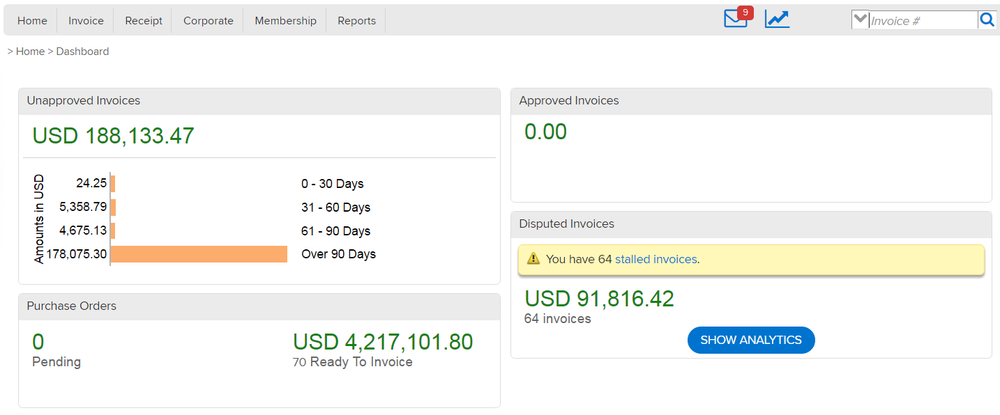 Home Invoice Receipt Corporate Membership Reports 9 Invoice #
> Home > Dashboard
Unapproved Invoices
USD 188,133.47
Amounts in USD
24.25 0 - 30 Days
5,358.79 31 - 60 Days
4,675.13 61 - 90 Days
178,075.30 Over 90 Days
Purchase Orders
0 USD 4,217,101.80
Pending 70 Ready To Invoice
Approved Invoices
0.00
Disputed Invoices
You have 64 stalled invoices.
USD 91,816.42
64 invoices
SHOW ANALYTICS